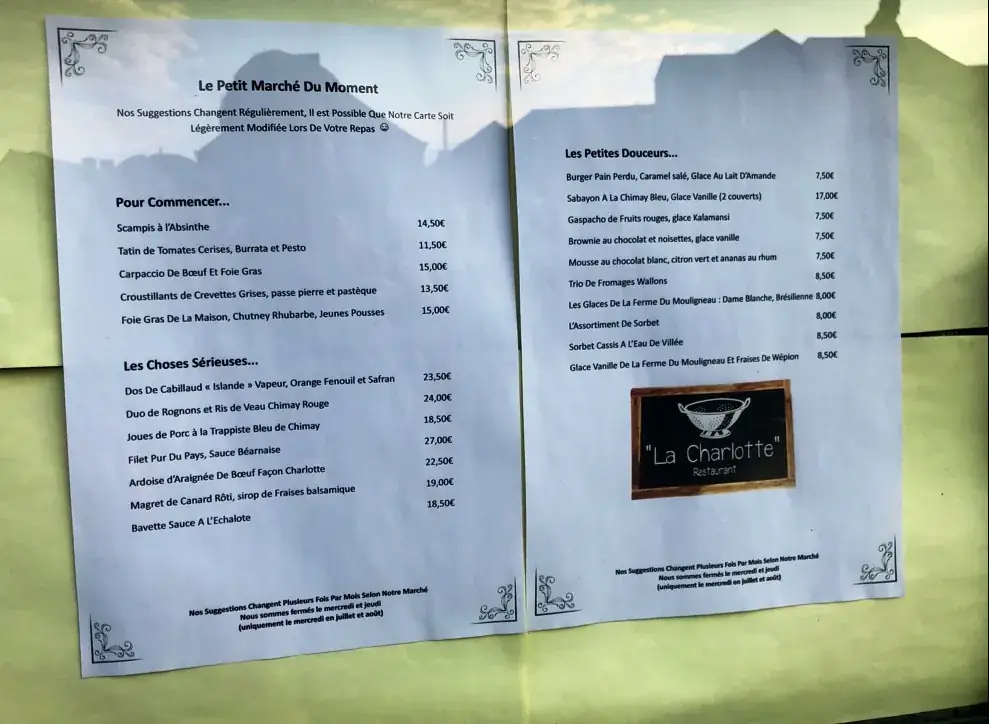 Le Petit Marché Du Moment
Nos Suggestions Changent Régulièrement, Il est Possible Que Notre Carte Soit
Légèrement Modifiée Lors De Votre Repas ☺
Pour Commencer...
Scampis à l'Absinthe 14,50€
Tatin de Tomates Cerises, Burrata et Pesto 11,50€
Carpaccio De Bœuf Et Foie Gras 15,00€
Croustillants de Crevettes Grises, passe pierre et pastèque 13,50€
Foie Gras De La Maison, Chutney Rhubarbe, Jeunes Pousses 15,00€
Les Choses Sérieuses...
Dos De Cabillaud « Islande » Vapeur, Orange Fenouil et Safran 23,50€
Duo de Rognons et Ris de Veau Chimay Rouge 24,00€
Joues de Porc à la Trappiste Bleu de Chimay 18,50€
Filet Pur Du Pays, Sauce Béarnaise 27,00€
Ardoise d'Araignée De Bœuf Façon Charlotte 22,50€
Magret de Canard Rôti, sirop de Fraises balsamique 19,00€
Bavette Sauce A L'Echalote 18,50€
Nos Suggestions Changent Plusieurs Fois Par Mois Selon Notre Marché
Nous sommes fermés le mercredi et jeudi
(uniquement le mercredi en juillet et août)
Les Petites Douceurs...
Burger Pain Perdu, Caramel salé, Glace Au Lait D'Amande 7,50€
Sabayon A La Chimay Bleu, Glace Vanille (2 couverts) 17,00€
Gaspacho de Fruits rouges, glace Kalamansi 7,50€
Brownie au chocolat et noisettes, glace vanille 7,50€
Mousse au chocolat blanc, citron vert et ananas au rhum 7,50€
Trio De Fromages Wallons 8,50€
Les Glaces De La Ferme Du Mouligneau : Dame Blanche, Brésilienne 8,00€
L'Assortiment De Sorbet 8,00€
Sorbet Cassis A L'Eau De Villée 8,50€
Glace Vanille De La Ferme Du Mouligneau Et Fraises De Wépion 8,50€
"La Charlotte"
Restaurant
Nos Suggestions Changent Plusieurs Fois Par Mois Selon Notre Marché
Nous sommes fermés le mercredi et jeudi
(uniquement le mercredi en juillet et août)